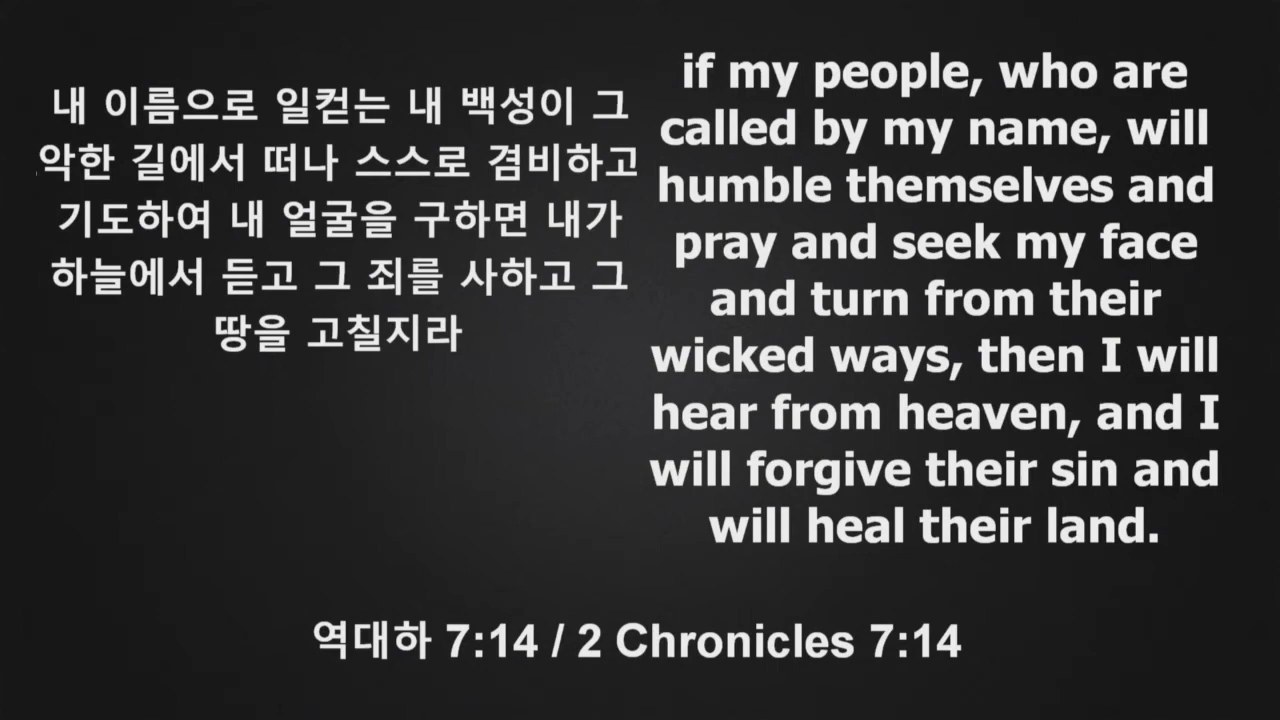 내 이름으로 일컫는 내 백성이 그
악한 길에서 떠나 스스로 겸비하고
기도하여 내 얼굴을 구하면 내가
하늘에서 듣고 그 죄를 사하고 그
땅을 고칠지라
if my people, who are
called by my name, will
humble themselves and
pray and seek my face
and turn from their
wicked ways, then I will
hear from heaven, and I
will forgive their sin and
will heal their land.
역대하 7:14 / 2 Chronicles 7:14